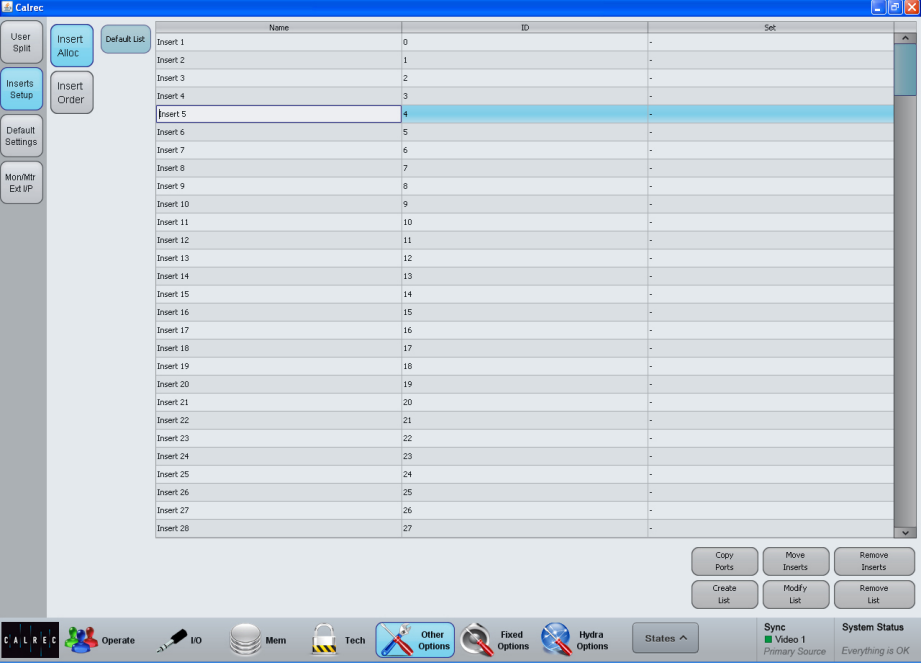 Calrec
User
Split
Inserts
Setup
Default
Settings
Mon/Mtr
Ext I/P
Insert
Alloc
Insert
Order
Default List
Name ID Set
Insert 1 0 -
Insert 2 1 -
Insert 3 2 -
Insert 4 3 -
Insert 5 4 -
Insert 6 5 -
Insert 7 6 -
Insert 8 7 -
Insert 9 8 -
Insert 10 9 -
Insert 11 10 -
Insert 12 11 -
Insert 13 12 -
Insert 14 13 -
Insert 15 14 -
Insert 16 15 -
Insert 17 16 -
Insert 18 17 -
Insert 19 18 -
Insert 20 19 -
Insert 21 20 -
Insert 22 21 -
Insert 23 22 -
Insert 24 23 -
Insert 25 24 -
Insert 26 25 -
Insert 27 26 -
Insert 28 27 -
Copy
Ports
Move
Inserts
Remove
Inserts
Create
List
Modify
List
Remove
List
CALREC
Operate
I/O
Mem
Tech
Other
Options
Fixed
Options
Hydra
Options
States
Sync
Video 1
Primary Source
System Status
Everything is OK